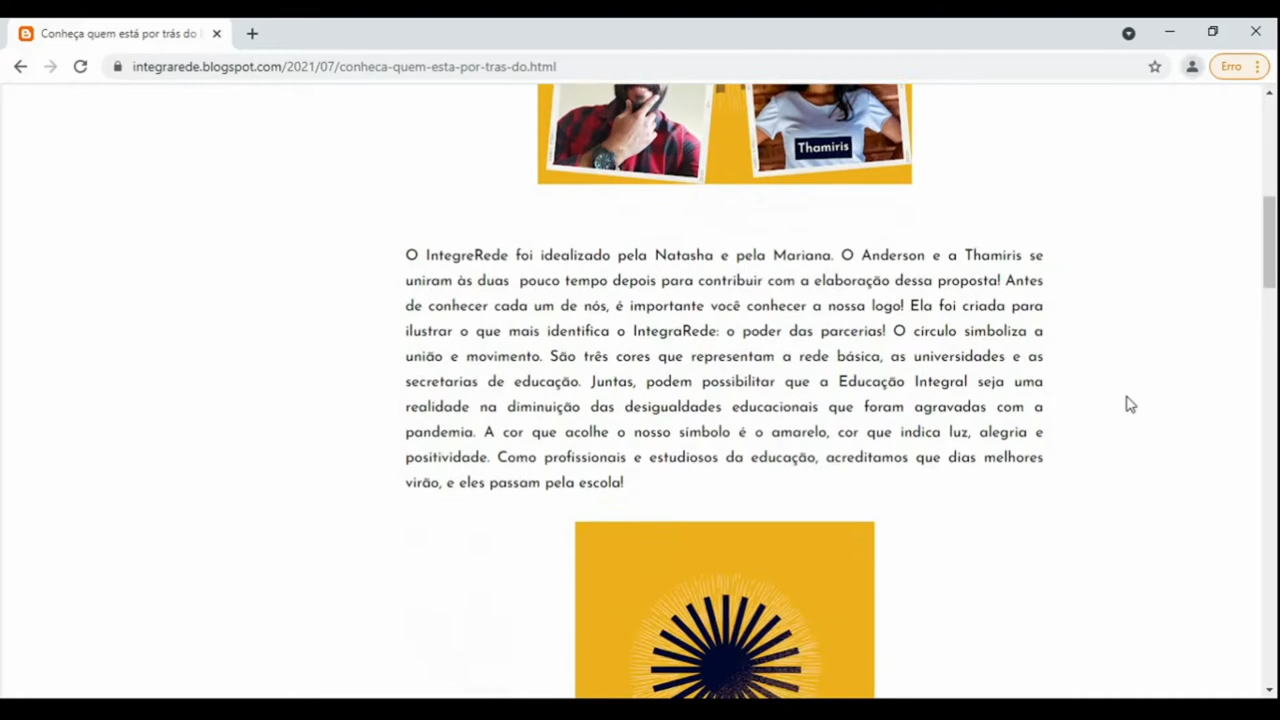 Conheça quem está por trás do
integrarede.blogspot.com/2021/07/conheca-quem-esta-por-tras-do.html
Erro
Thamiris
O IntegreRede foi idealizado pela Natasha e pela Mariana. O Anderson e a Thamiris se
uniram às duas pouco tempo depois para contribuir com a elaboração dessa proposta! Antes
de conhecer cada um de nós, é importante você conhecer a nossa logo! Ela foi criada para
ilustrar o que mais identifica o IntegraRede: o poder das parcerias! O círculo simboliza a
união e movimento. São três cores que representam a rede básica, as universidades e as
secretarias de educação. Juntas, podem possibilitar que a Educação Integral seja uma
realidade na diminuição das desigualdades educacionais que foram agravadas com a
pandemia. A cor que acolhe o nosso símbolo é o amarelo, cor que indica luz, alegria e
positividade. Como profissionais e estudiosos da educação, acreditamos que dias melhores
virão, e eles passam pela escola!